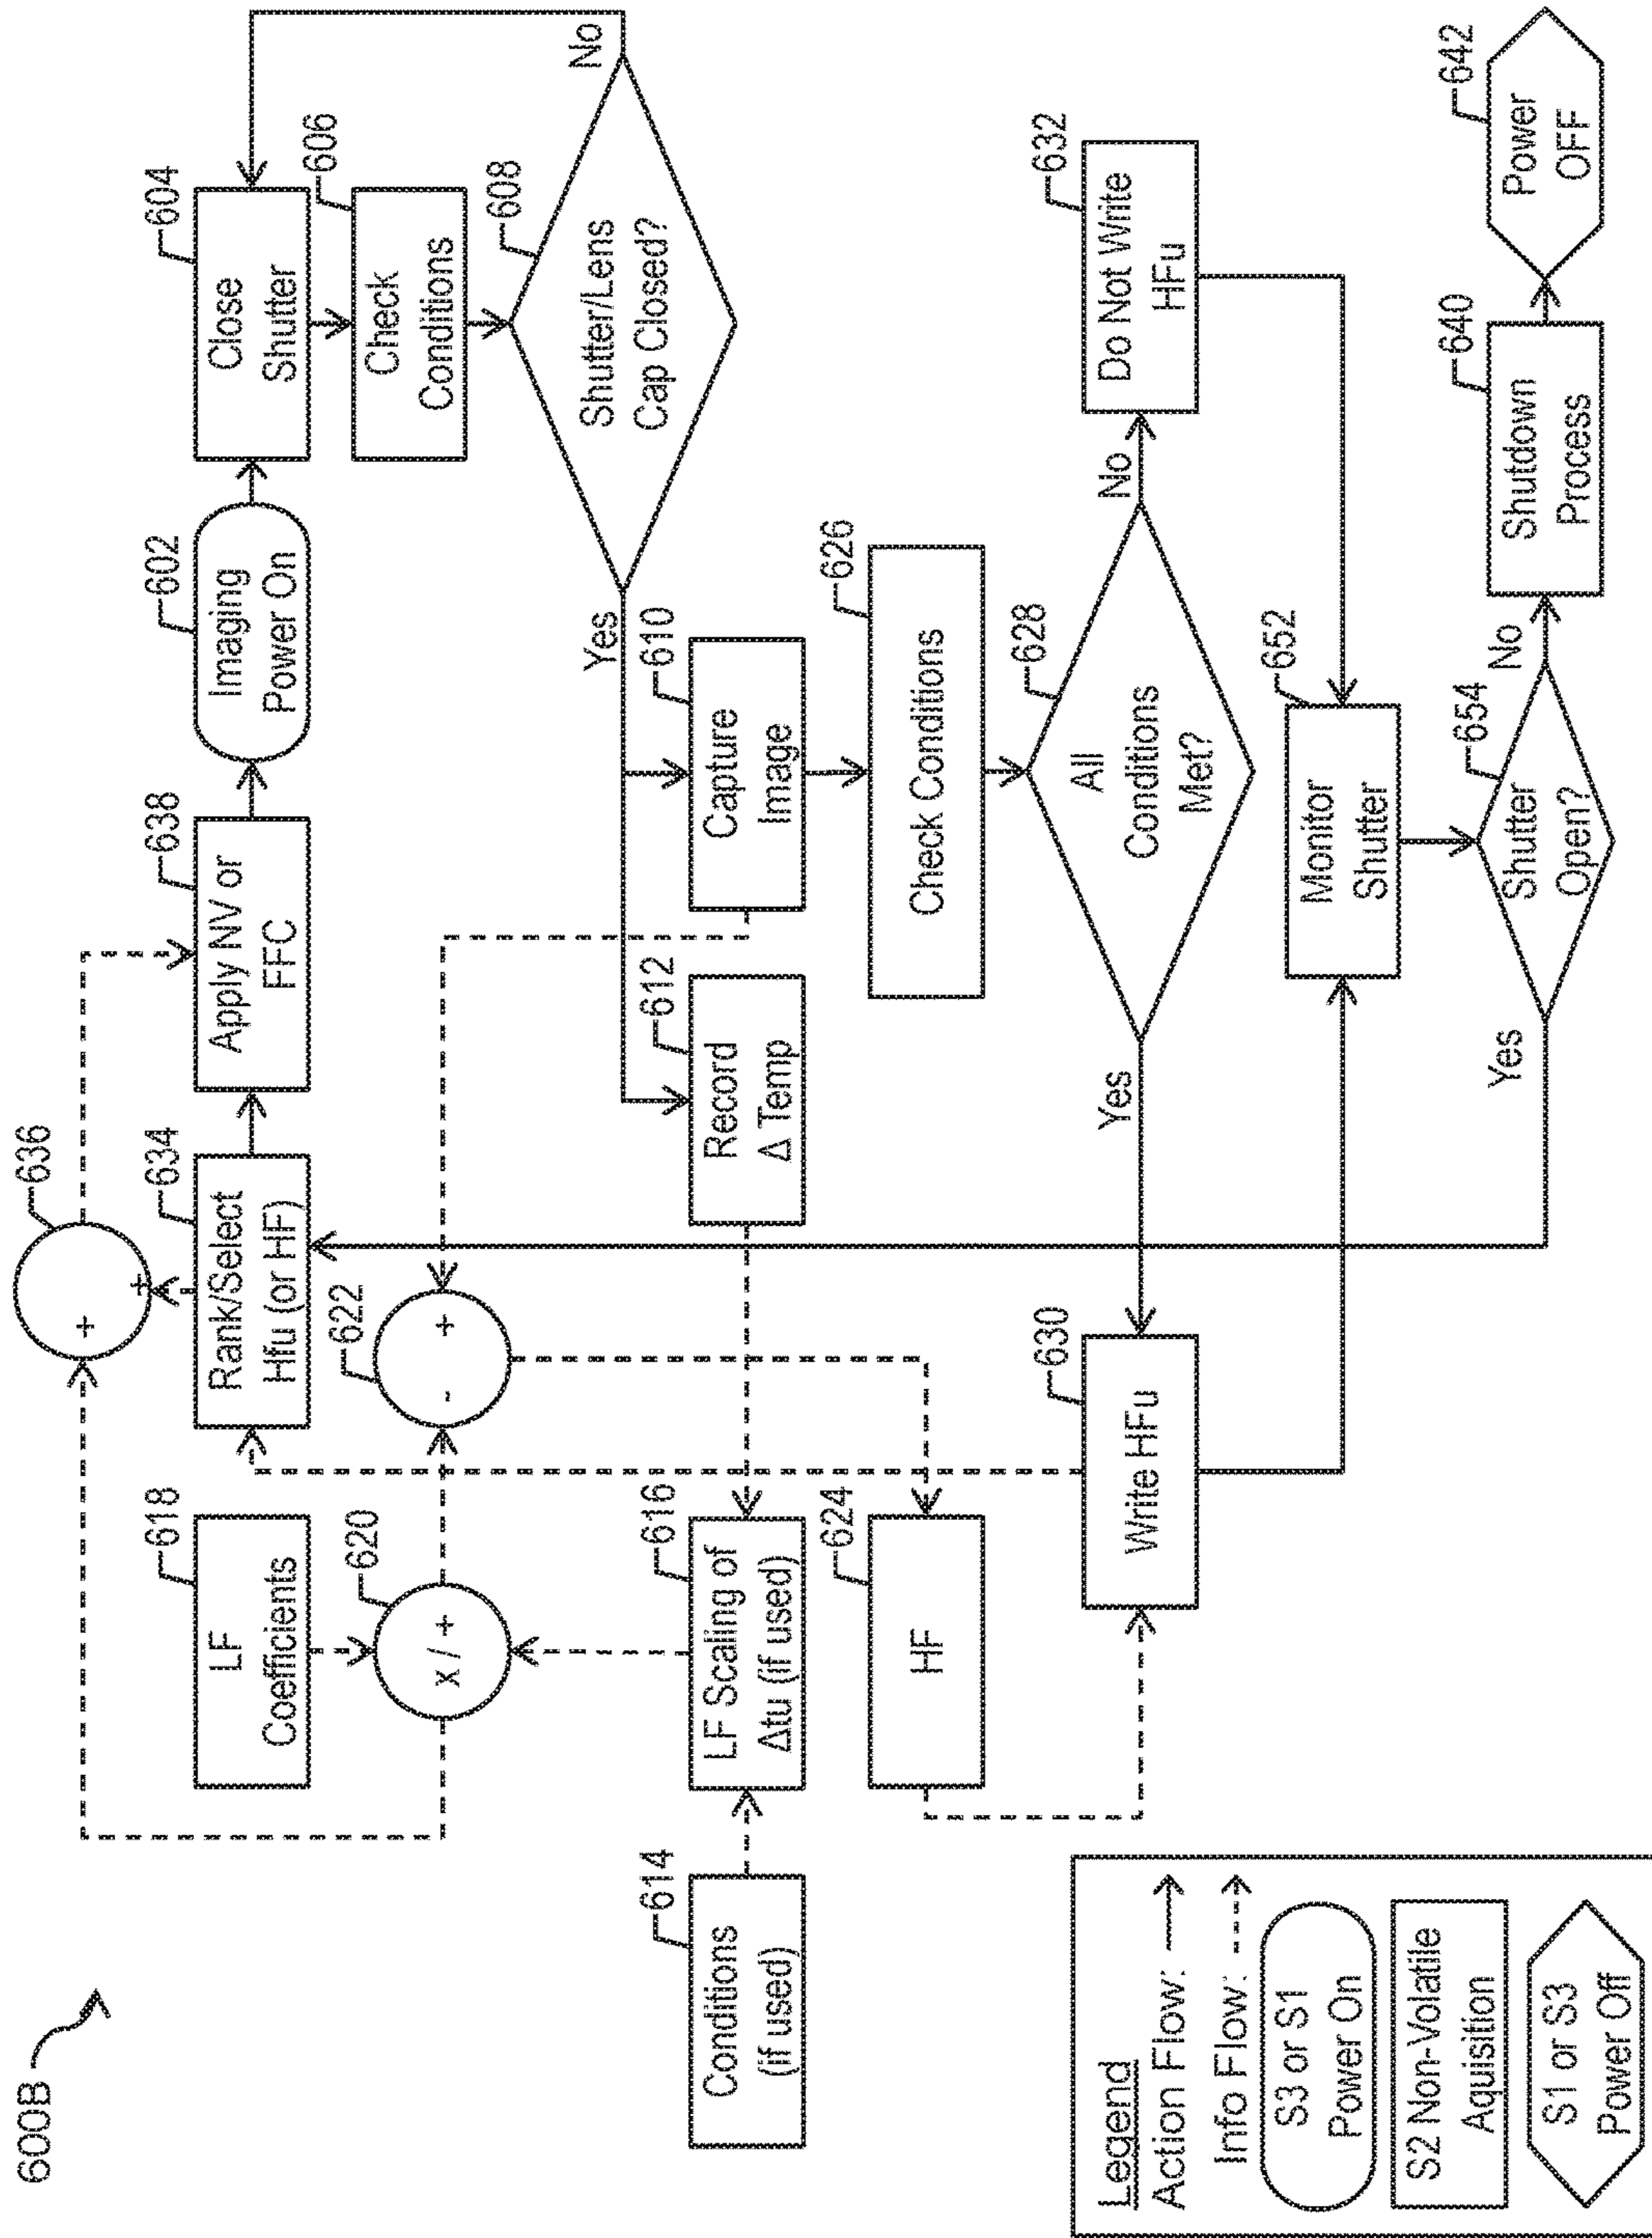 600B
636
+
+
618
LF
Coefficients
634
Rank/Select
Hfu (or HF)
638
Apply NV or
FFC
602
Imaging
Power On
604
Close
Shutter
606
Check
Conditions
620
x / +
622
-
+
608
Shutter/Lens
Cap Closed?
No
Yes
614
Conditions
(if used)
616
LF Scaling of
Δtu (if used)
612
Record
Δ Temp
610
Capture
Image
624
HF
626
Check Conditions
630
Write HFu
Yes
628
All
Conditions
Met?
No
632
Do Not Write
HFu
652
Monitor
Shutter
Yes
654
Shutter
Open?
No
640
Shutdown
Process
642
Power
OFF
Legend
Action Flow:
Info Flow:
S3 or S1
Power On
S2 Non-Volatile
Aquisition
S1 or S3
Power Off